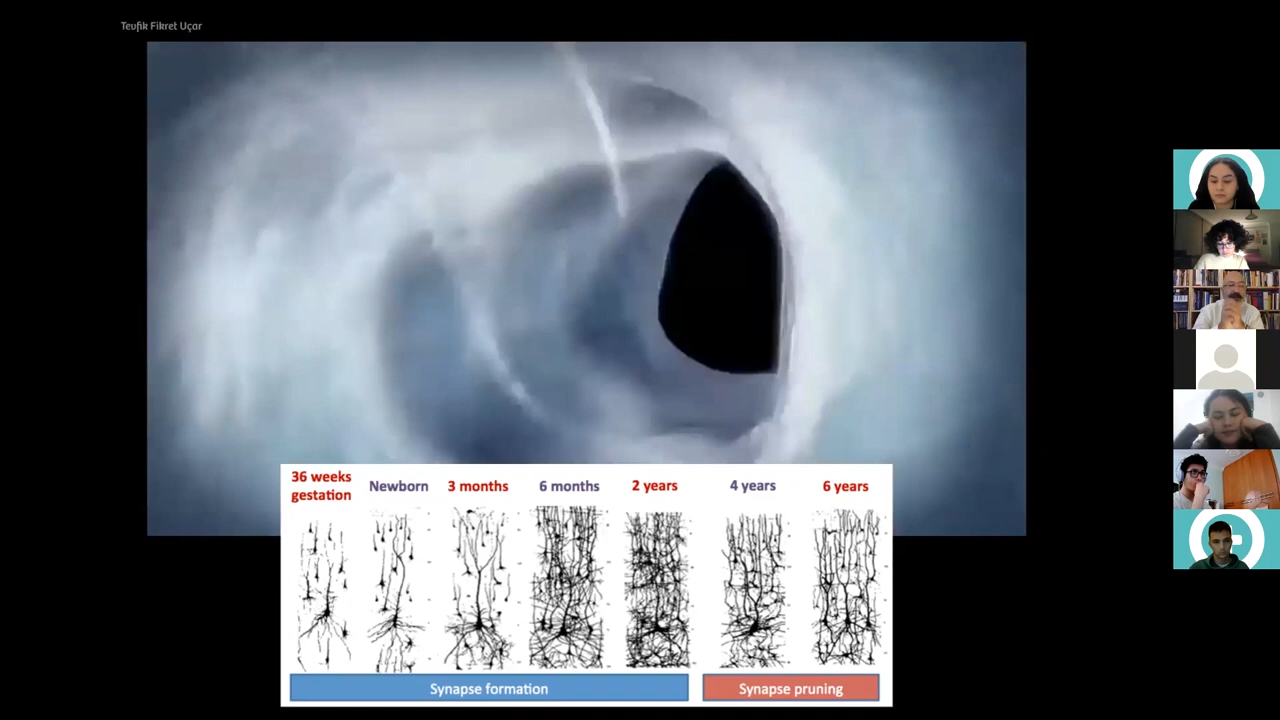 Tevfik Fikret Uçar
36 weeks
gestation
Newborn
3 months
6 months
2 years
4 years
6 years
Synapse formation
Synapse pruning